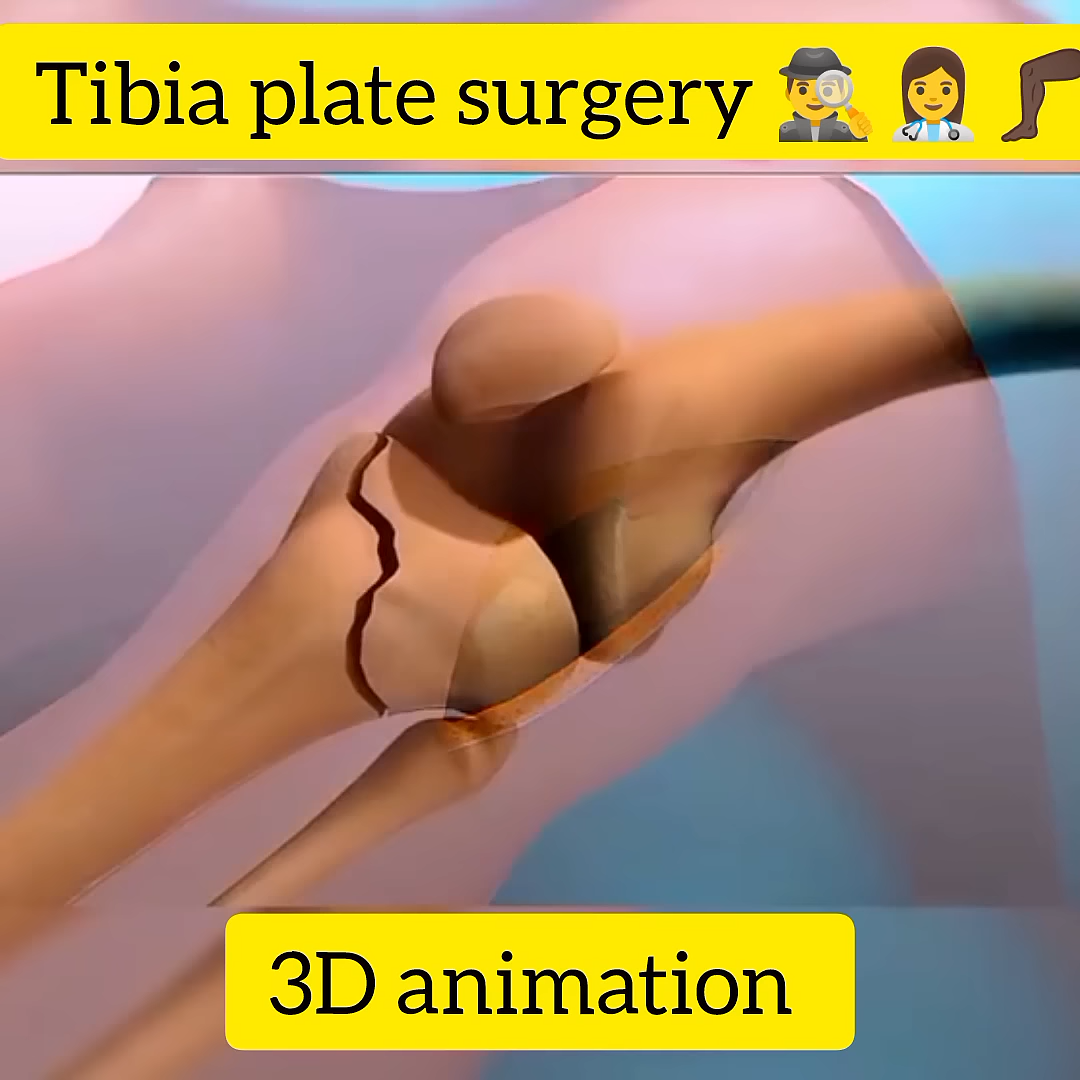 Tibia plate surgery 🕵️ 👩‍⚕️ 🦵🏿
3D animation